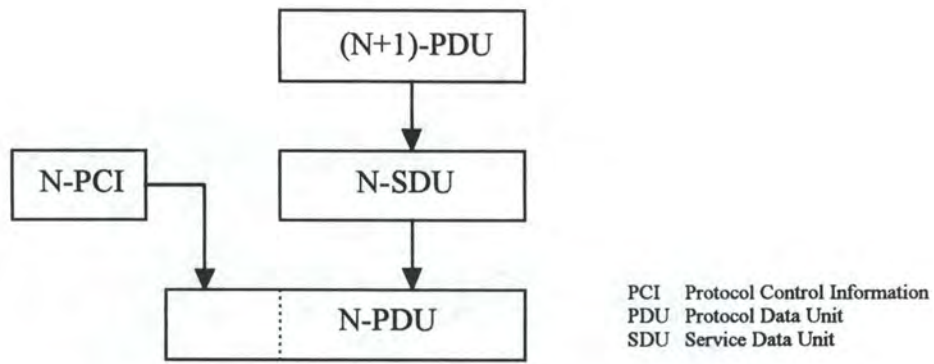 (N+1)-PDU
N-PCI
N-SDU
N-PDU
PCI Protocol Control Information
PDU Protocol Data Unit
SDU Service Data Unit